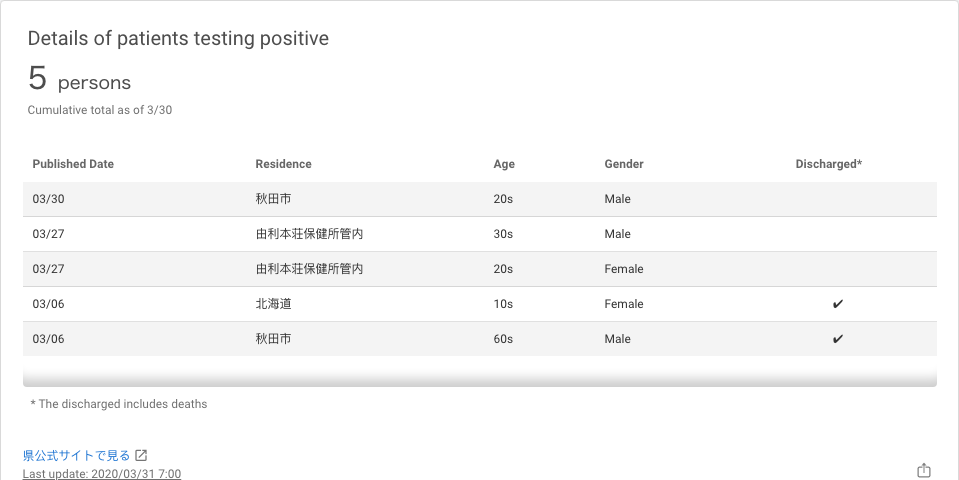 Details of patients testing positive
5 persons
Cumulative total as of 3/30
Published Date Residence Age Gender Discharged*
03/30 秋田市 20s Male
03/27 由利本荘保健所管内 30s Male
03/27 由利本荘保健所管内 20s Female
03/06 北海道 10s Female ✔
03/06 秋田市 60s Male ✔
* The discharged includes deaths
県公式サイトで見る
Last update: 2020/03/31 7:00